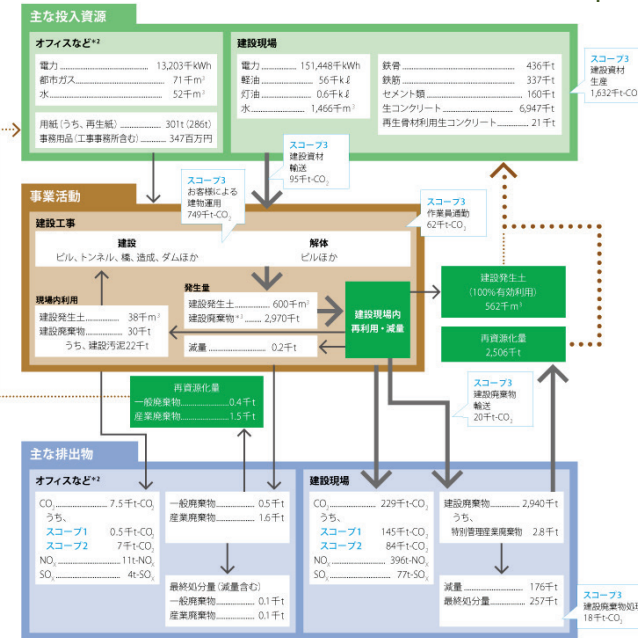 主な投入資源
オフィスなど*2
電力 13,203千kWh
都市ガス 71千m³
水 52千m³
用紙(うち、再生紙) 301t(286t)
事務用品(工事事務所含む) 347百万円
建設現場
電力 151,448千kWh
軽油 56千kℓ
灯油 0.6千kℓ
水 1,466千m³
鉄骨 436千t
鉄筋 337千t
セメント類 160千t
生コンクリート 6,947千t
再生骨材利用生コンクリート 21千t
スコープ3
建設資材
生産
1,632千t-CO
スコープ3
建設資材
輸送
95千t-CO₂
事業活動
スコープ3
お客様による
建物運用
749千t-CO₂
スコープ3
作業員通勤
62千t-CO₂
建設工事
建設
ビル、トンネル、橋、造成、ダムほか
解体
ビルほか
現場内利用
建設発生土 38千m³
建設廃棄物 30千t
うち、建設汚泥22千t
発生量
建設発生土 600千m³
建設廃棄物 2,970千t
減量 0.2千t
建設現場内
再利用・減量
建設発生土
(100%有効利用)
562千m³
再資源化量
2,506千t
再資源化量
一般廃棄物 0.4千t
産業廃棄物 1.5千t
スコープ3
建設廃棄物
輸送
20千t-CO₂
主な排出物
オフィスなど*2
CO₂ 7.5千t-CO₂
うち、
スコープ1 0.5千t-CO₂
スコープ2 7千t-CO₂
NOₓ 11t-NOₓ
SOₓ 4t-SOₓ
一般廃棄物 0.5千t
産業廃棄物 1.6千t
最終処分量(減量含む)
一般廃棄物 0.1千t
産業廃棄物 0.1千t
建設現場
CO₂ 229千t-CO₂
うち、
スコープ1 145千t-CO₂
スコープ2 84千t-CO₂
NOₓ 396t-NOₓ
SOₓ 77t-SOₓ
建設廃棄物 2,940千t
うち、
特別管理産業廃棄物 2.8千t
減量 176千t
最終処分量 257千t
スコープ3
建設廃棄物処理
18千t-CO₂